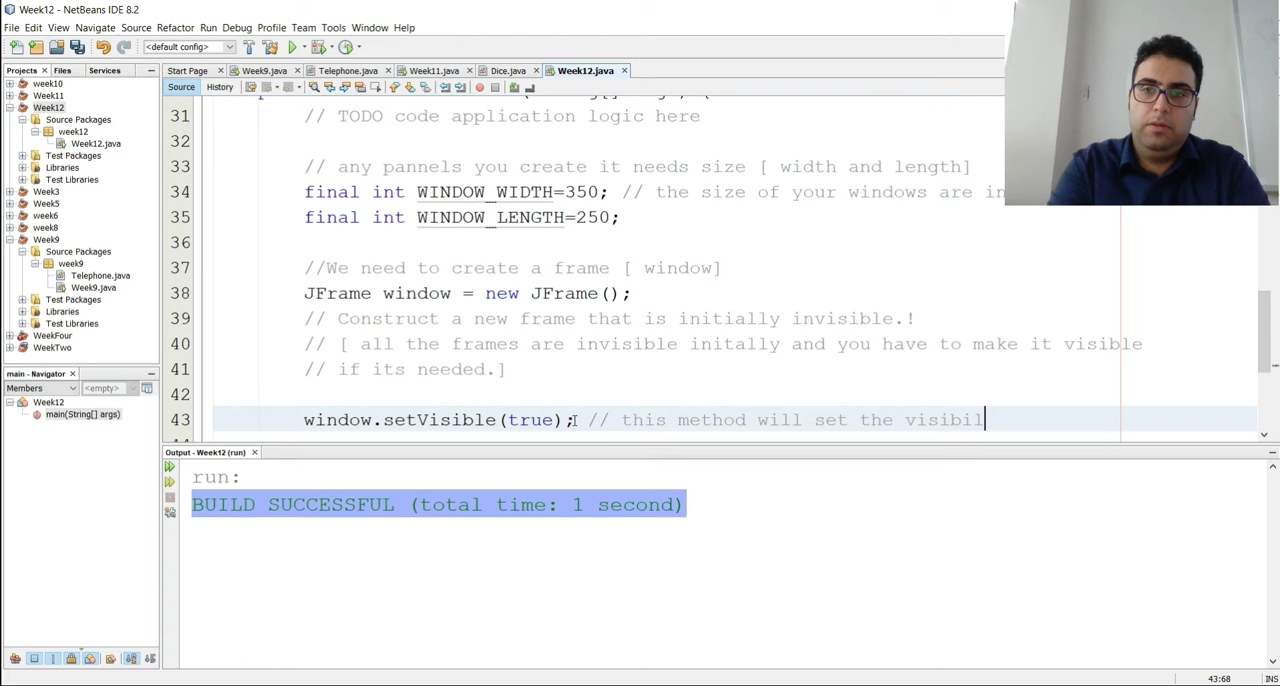 Week12 - NetBeans IDE 8.2
File Edit View Navigate Source Refactor Run Debug Profile Team Tools Window Help
<default config>
Projects Files Services
Start Page Week9.java Telephone.java Week11.java Dice.java Week12.java
Source History
week10
Week11
Week12
Source Packages
week12
Week12.java
Test Packages
Libraries
Test Libraries
Week3
Week5
week6
week8
Week9
Source Packages
week9
Telephone.java
Week9.java
Test Packages
Libraries
Test Libraries
WeekFour
WeekTwo
main - Navigator
Members <empty>
Week12
main(String[] args)
31 // TODO code application logic here
32
33 // any pannels you create it needs size [ width and length]
34 final int WINDOW_WIDTH=350; // the size of your windows are in
35 final int WINDOW_LENGTH=250;
36
37 //We need to create a frame [ window]
38 JFrame window = new JFrame();
39 // Construct a new frame that is initially invisible.!
40 // [ all the frames are invisible initally and you have to make it visible
41 // if its needed.]
42
43 window.setVisible(true); // this method will set the visibil
Output - Week12 (run)
run:
BUILD SUCCESSFUL (total time: 1 second)
43:68 INS